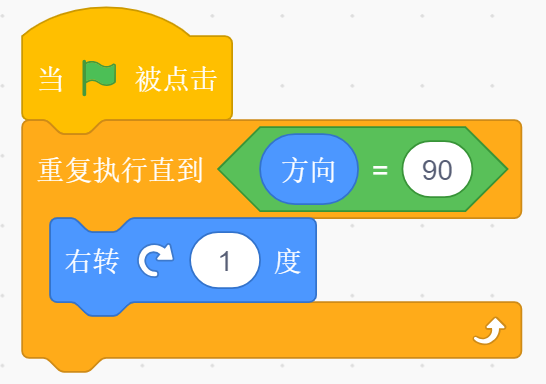 当 被点击
重复执行直到 方向 = 90
右转 1 度